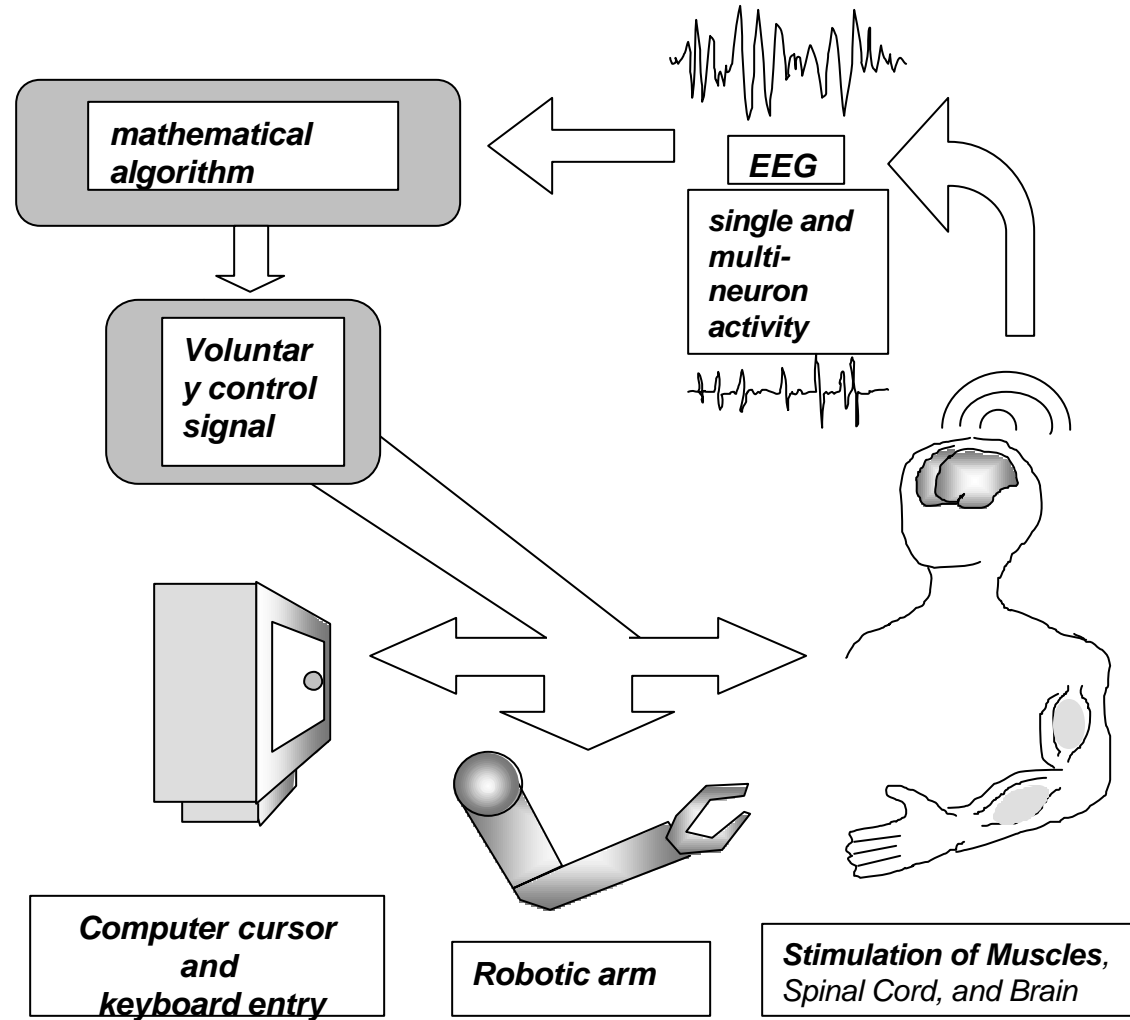 mathematical
algorithm
EEG
single and
multi-
neuron
activity
Voluntar
y control
signal
Computer cursor
and
keyboard entry
Robotic arm
Stimulation of Muscles,
Spinal Cord, and Brain